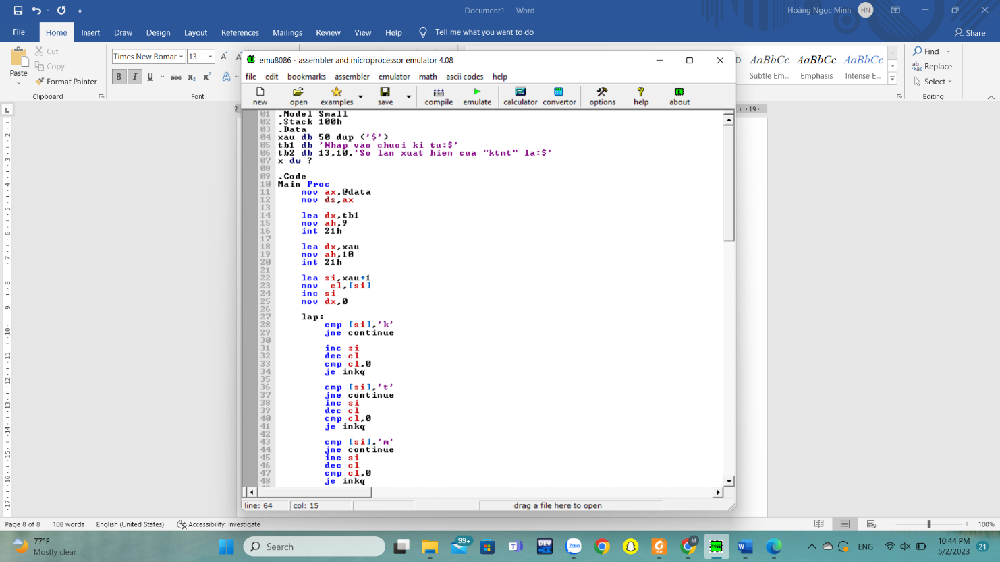 Document1 - Word
Hoàng Ngọc Minh
HN
File
Home
Insert
Draw
Design
Layout
References
Mailings
Review
View
Help
Tell me what you want to do
Share
Paste
Cut
Copy
Format Painter
Clipboard
Times New Roman
13
B
I
U
abc
x₂
x²
A
Font
AaBbCc
Subtle Em...
AaBbCc
Emphasis
AaBbCc
Intense E...
Find
Replace
Select
Editing
emu8086 - assembler and microprocessor emulator 4.08
file edit bookmarks assembler emulator math ascii codes help
new open examples save compile emulate calculator convertor options help about
01 .Model Small
02 .Stack 100h
03 .Data
04 xau db 50 dup ('$')
05 tb1 db 'Nhap vao chuoi ki tu:$'
06 tb2 db 13,10,'So lan xuat hien cua "ktmt" la:$'
07 x dw ?
08
09 .Code
10 Main Proc
11 mov ax,@data
12 mov ds,ax
13
14 lea dx,tb1
15 mov ah,9
16 int 21h
17
18 lea dx,xau
19 mov ah,10
20 int 21h
21
22 lea si,xau+1
23 mov cl,[si]
24 inc si
25 mov dx,0
26
27 lap:
28 cmp [si],'k'
29 jne continue
30
31 inc si
32 dec cl
33 cmp cl,0
34 je inkq
35
36 cmp [si],'t'
37 jne continue
38 inc si
39 dec cl
40 cmp cl,0
41 je inkq
42
43 cmp [si],'m'
44 jne continue
45 inc si
46 dec cl
47 cmp cl,0
48 je inkq
line: 64
col: 15
drag a file here to open
Page 8 of 8
108 words
English (United States)
Accessibility: Investigate
100%
77°F
Mostly clear
Search
99+
DEV
Zalo
M
ENG
10:44 PM
5/2/2023
21